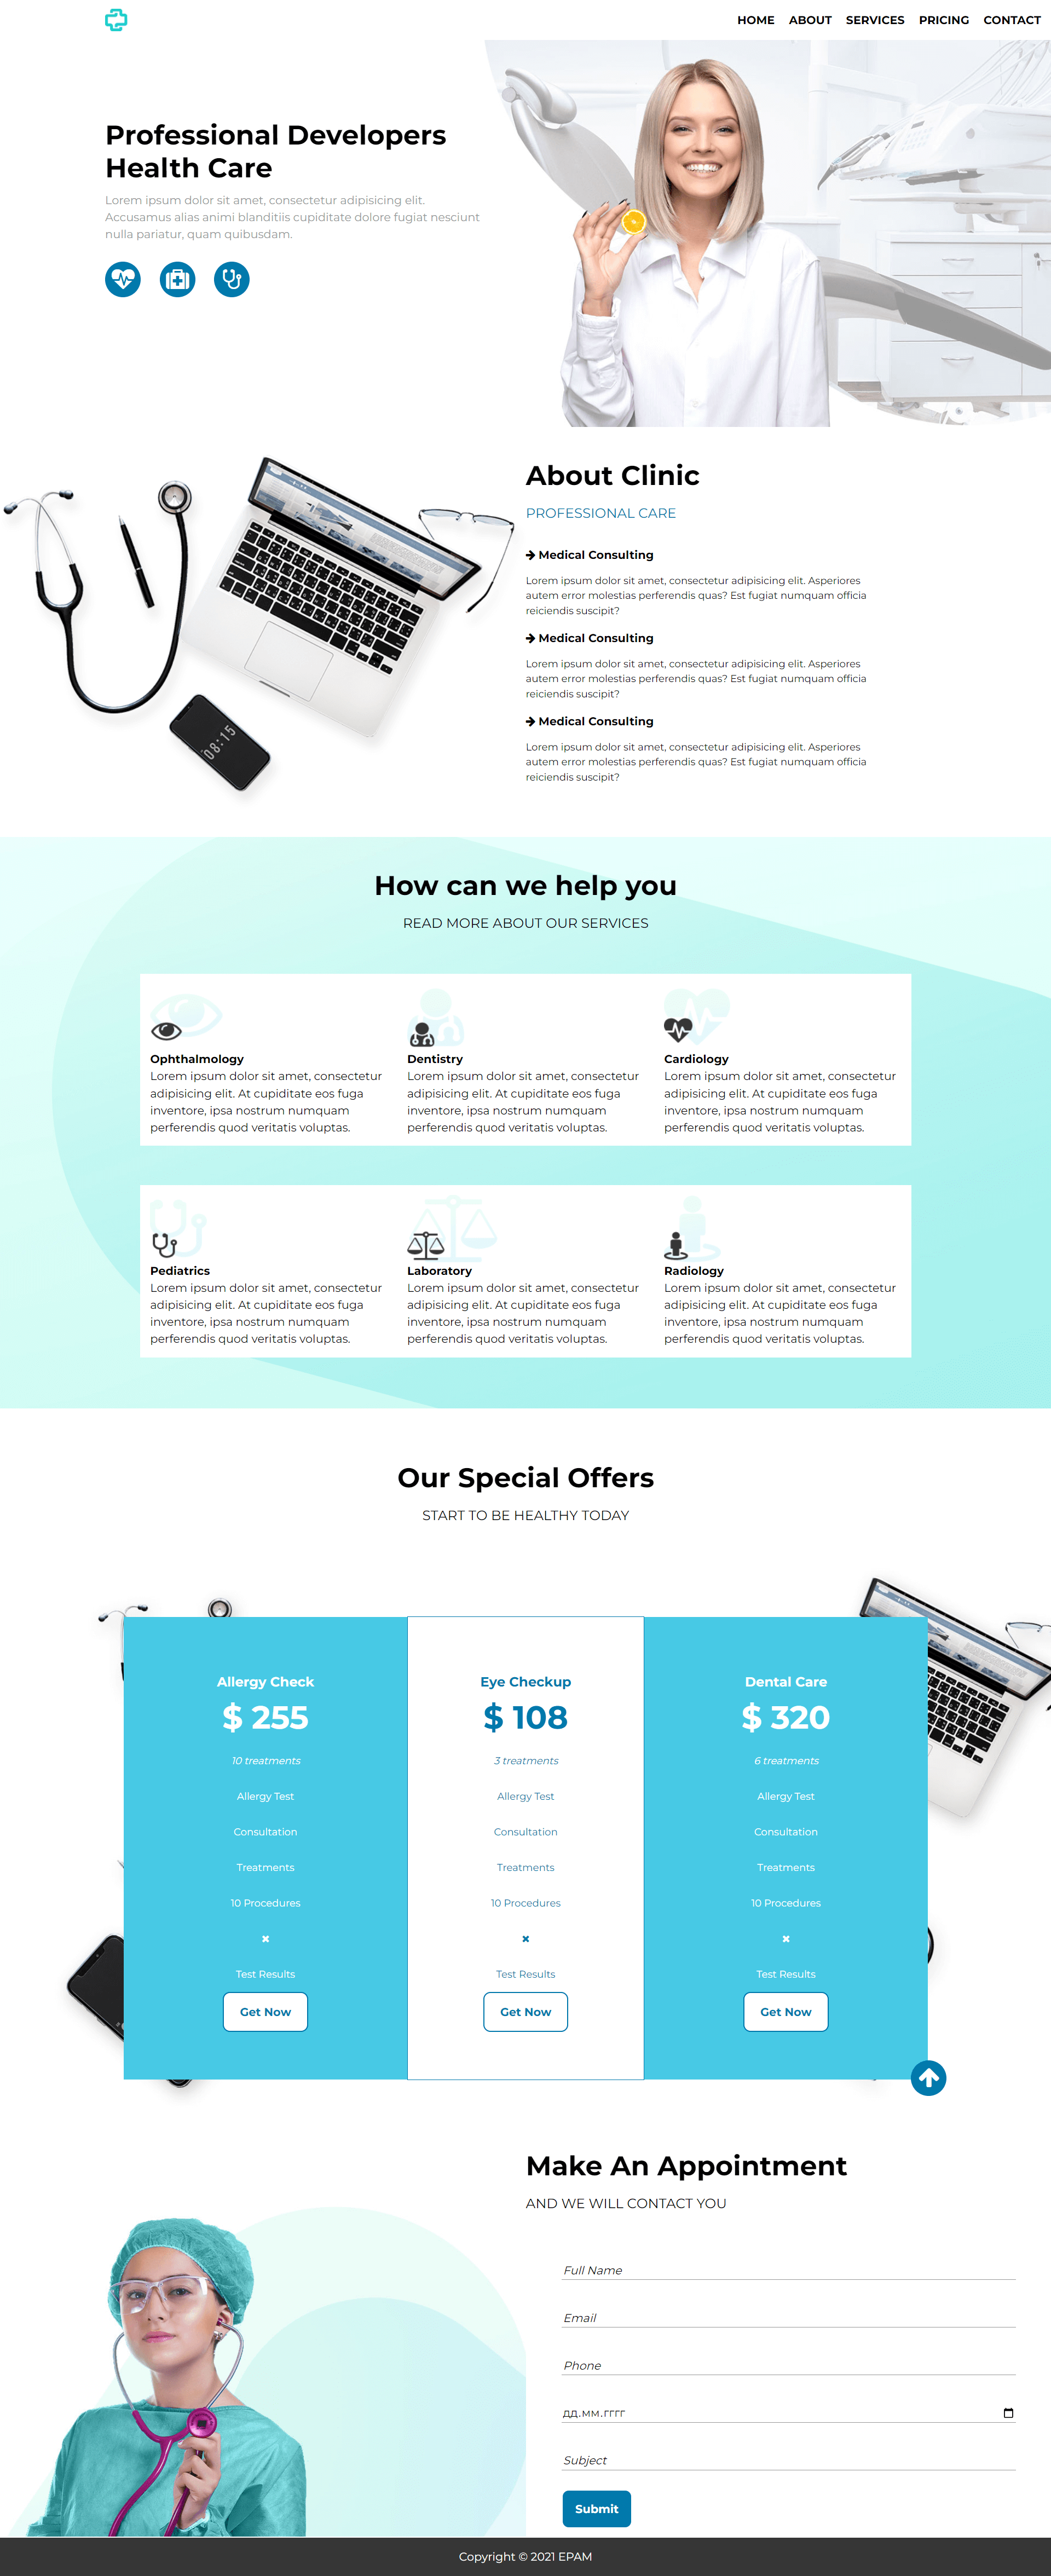 HOME ABOUT SERVICES PRICING CONTACT
Professional Developers
Health Care
Lorem ipsum dolor sit amet, consectetur adipisicing elit.
Accusamus alias animi blanditiis cupiditate dolore fugiat nesciunt
nulla pariatur, quam quibusdam.
About Clinic
PROFESSIONAL CARE
Medical Consulting
Lorem ipsum dolor sit amet, consectetur adipisicing elit. Asperiores
autem error molestias perferendis quas? Est fugiat numquam officia
reiciendis suscipit?
Medical Consulting
Lorem ipsum dolor sit amet, consectetur adipisicing elit. Asperiores
autem error molestias perferendis quas? Est fugiat numquam officia
reiciendis suscipit?
Medical Consulting
Lorem ipsum dolor sit amet, consectetur adipisicing elit. Asperiores
autem error molestias perferendis quas? Est fugiat numquam officia
reiciendis suscipit?
08:15
How can we help you
READ MORE ABOUT OUR SERVICES
Ophthalmology
Lorem ipsum dolor sit amet, consectetur
adipisicing elit. At cupiditate eos fuga
inventore, ipsa nostrum numquam
perferendis quod veritatis voluptas.
Dentistry
Lorem ipsum dolor sit amet, consectetur
adipisicing elit. At cupiditate eos fuga
inventore, ipsa nostrum numquam
perferendis quod veritatis voluptas.
Cardiology
Lorem ipsum dolor sit amet, consectetur
adipisicing elit. At cupiditate eos fuga
inventore, ipsa nostrum numquam
perferendis quod veritatis voluptas.
Pediatrics
Lorem ipsum dolor sit amet, consectetur
adipisicing elit. At cupiditate eos fuga
inventore, ipsa nostrum numquam
perferendis quod veritatis voluptas.
Laboratory
Lorem ipsum dolor sit amet, consectetur
adipisicing elit. At cupiditate eos fuga
inventore, ipsa nostrum numquam
perferendis quod veritatis voluptas.
Radiology
Lorem ipsum dolor sit amet, consectetur
adipisicing elit. At cupiditate eos fuga
inventore, ipsa nostrum numquam
perferendis quod veritatis voluptas.
Our Special Offers
START TO BE HEALTHY TODAY
Allergy Check
$ 255
10 treatments
Allergy Test
Consultation
Treatments
10 Procedures
Test Results
Get Now
Eye Checkup
$ 108
3 treatments
Allergy Test
Consultation
Treatments
10 Procedures
Test Results
Get Now
Dental Care
$ 320
6 treatments
Allergy Test
Consultation
Treatments
10 Procedures
Test Results
Get Now
Make An Appointment
AND WE WILL CONTACT YOU
Full Name
Email
Phone
дд.мм.гггг
Subject
Submit
Copyright © 2021 EPAM